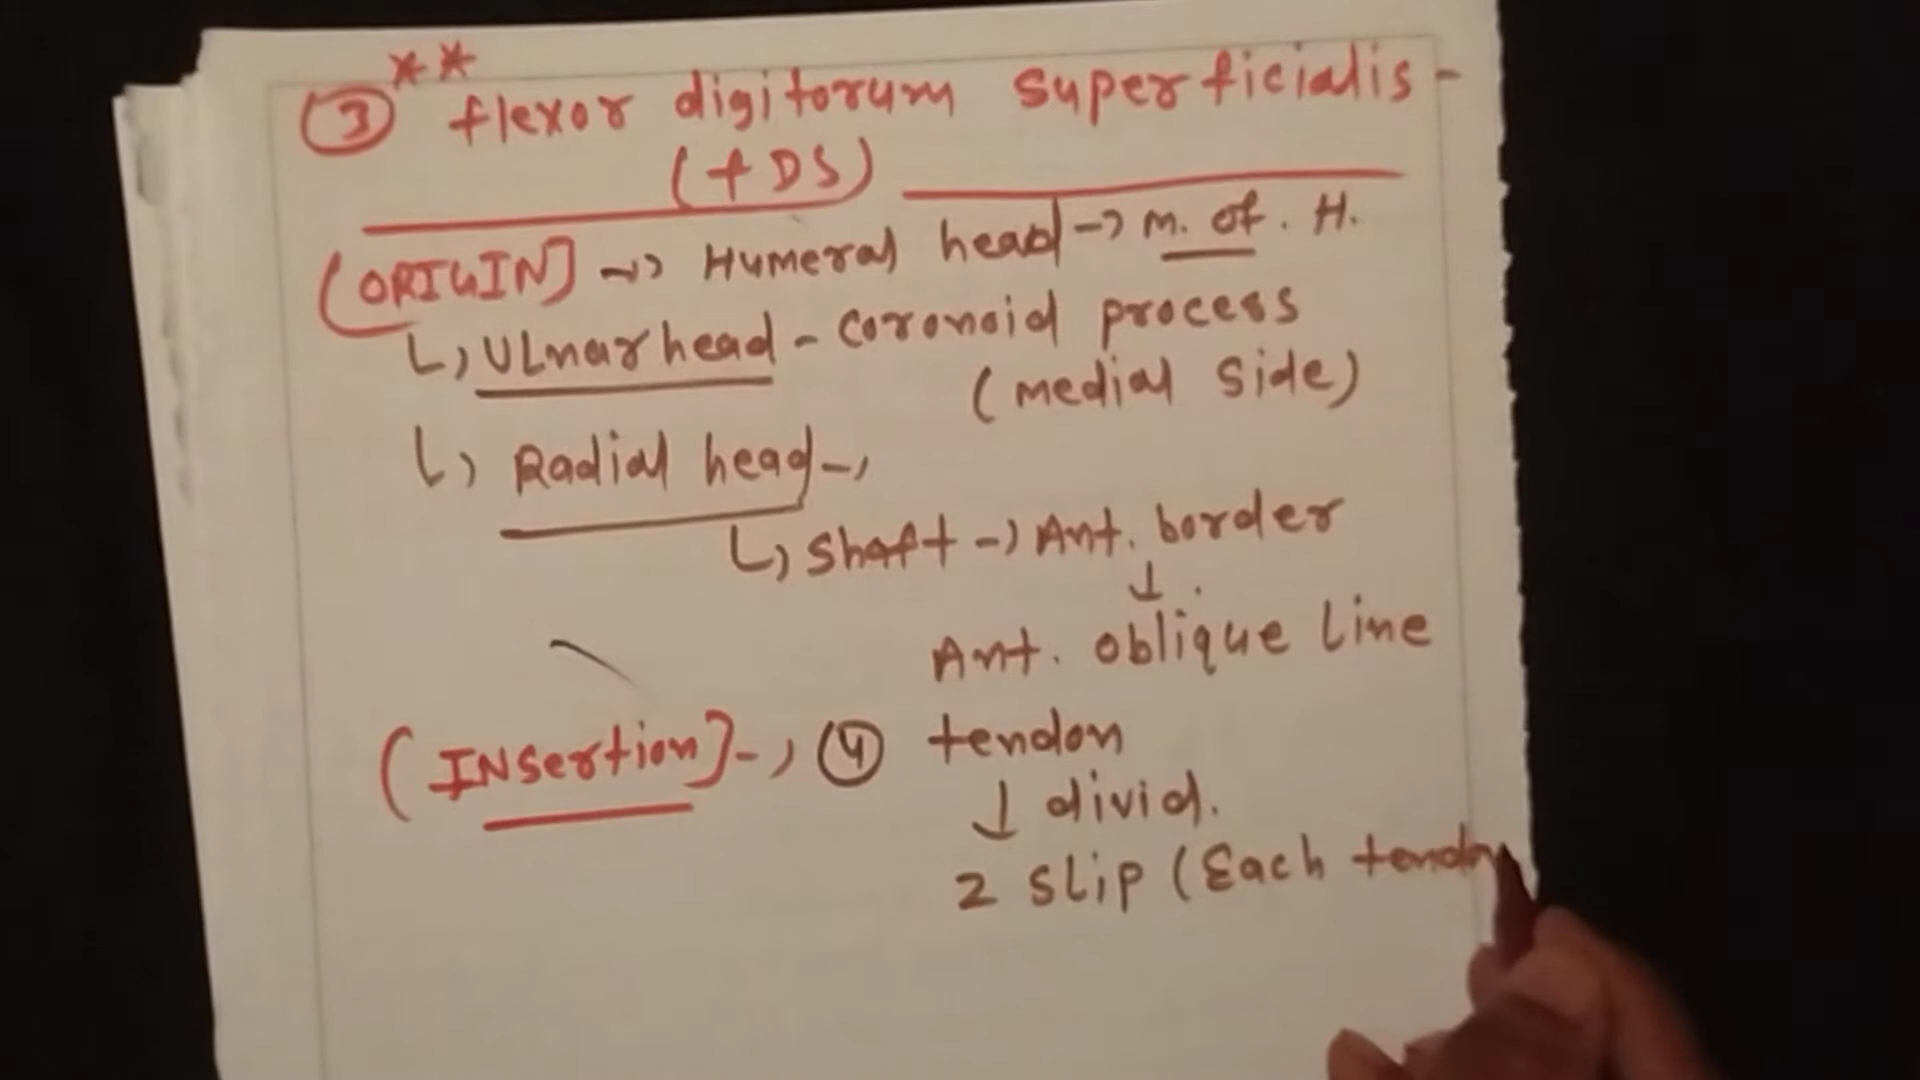 ③ ** flexor digitorum superficialis -
(FDS)
[ORIGIN] → Humeral head → M. of. H.
↳ Ulnar head - coronoid process
(medial side)
↳ Radial head →
↳ shaft → Ant. border
↓
Ant. oblique line
[INsertion] → ④ tendon
↓ divid.
2 slip (Each tendon